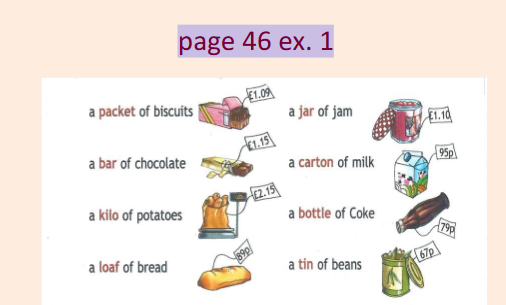 page 46 ex. 1
a packet of biscuits
£1.09
a jar of jam
£1.10
a bar of chocolate
£1.15
a carton of milk
95p
a kilo of potatoes
£2.15
a bottle of Coke
79p
a loaf of bread
89p
a tin of beans
67p